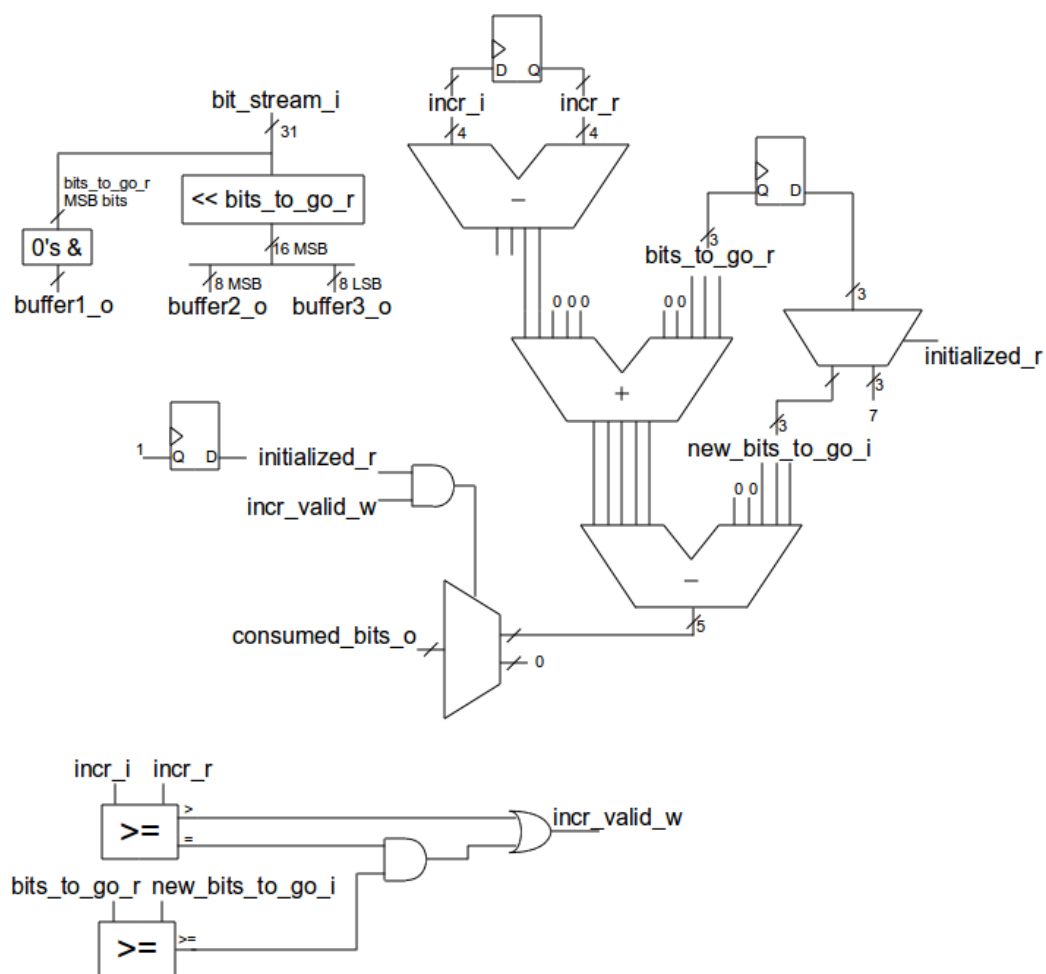 D Q
incr_i incr_r
4 4
−
bit_stream_i
31
bits_to_go_r
MSB bits
<< bits_to_go_r
0's &
16 MSB
8 MSB 8 LSB
buffer1_o buffer2_o buffer3_o
Q D
3
bits_to_go_r
3
0 0 0 0 0
+
initialized_r
3
7
3
new_bits_to_go_i
0 0
−
5
1 Q D
initialized_r
incr_valid_w
consumed_bits_o
0
incr_i incr_r
>=
>
=
incr_valid_w
bits_to_go_r new_bits_to_go_i
>=
>=